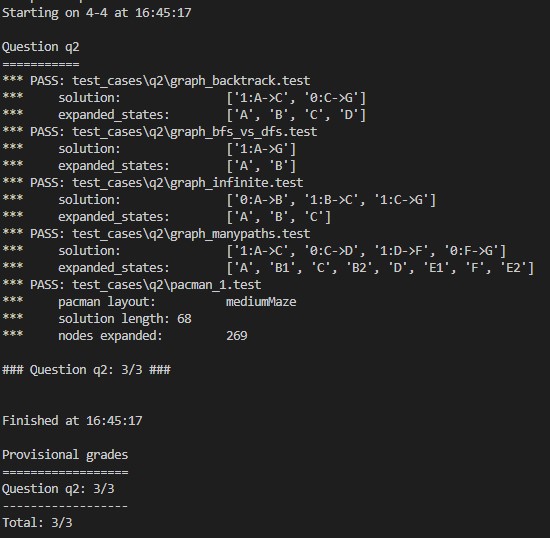 Starting on 4-4 at 16:45:17
Question q2
===========
*** PASS: test_cases\q2\graph_backtrack.test
***     solution:               ['1:A->C', '0:C->G']
***     expanded_states:        ['A', 'B', 'C', 'D']
*** PASS: test_cases\q2\graph_bfs_vs_dfs.test
***     solution:               ['1:A->G']
***     expanded_states:        ['A', 'B']
*** PASS: test_cases\q2\graph_infinite.test
***     solution:               ['0:A->B', '1:B->C', '1:C->G']
***     expanded_states:        ['A', 'B', 'C']
*** PASS: test_cases\q2\graph_manypaths.test
***     solution:               ['1:A->C', '0:C->D', '1:D->F', '0:F->G']
***     expanded_states:        ['A', 'B1', 'C', 'B2', 'D', 'E1', 'F', 'E2']
*** PASS: test_cases\q2\pacman_1.test
***     pacman layout:          mediumMaze
***     solution length: 68
***     nodes expanded:         269
### Question q2: 3/3 ###
Finished at 16:45:17
Provisional grades
==================
Question q2: 3/3
------------------
Total: 3/3